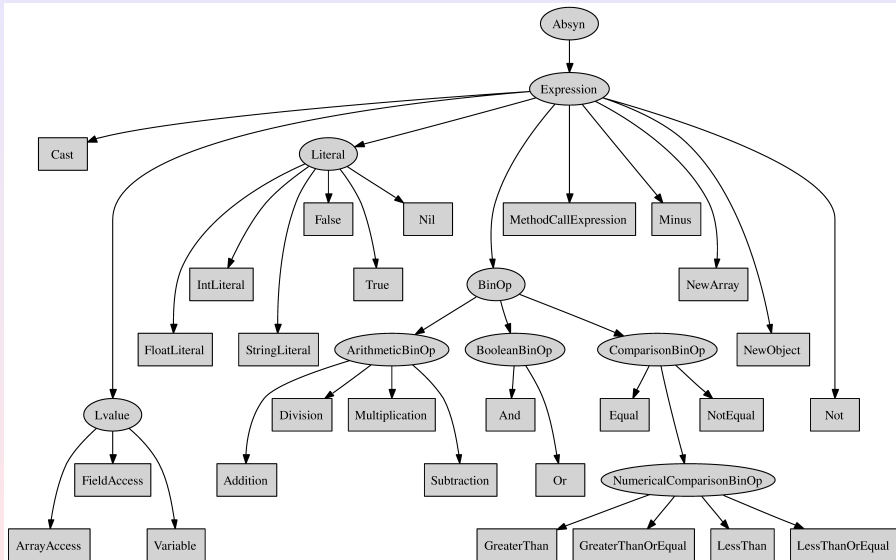 Absyn
Expression
Cast
Literal
False
Nil
MethodCallExpression
Minus
IntLiteral
True
BinOp
NewArray
FloatLiteral
StringLiteral
ArithmeticBinOp
BooleanBinOp
ComparisonBinOp
NewObject
Lvalue
Division
Multiplication
And
Equal
NotEqual
Not
FieldAccess
Addition
Subtraction
Or
NumericalComparisonBinOp
ArrayAccess
Variable
GreaterThan
GreaterThanOrEqual
LessThan
LessThanOrEqual